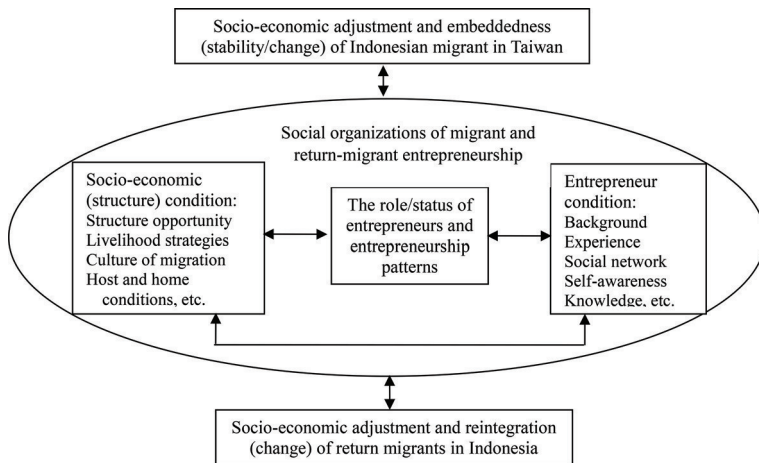 Socio-economic adjustment and embeddedness
(stability/change) of Indonesian migrant in Taiwan
Social organizations of migrant and
return-migrant entrepreneurship
Socio-economic
(structure) condition:
Structure opportunity
Livelihood strategies
Culture of migration
Host and home
conditions, etc.
The role/status of
entrepreneurs and
entrepreneurship
patterns
Entrepreneur
condition:
Background
Experience
Social network
Self-awareness
Knowledge, etc.
Socio-economic adjustment and reintegration
(change) of return migrants in Indonesia